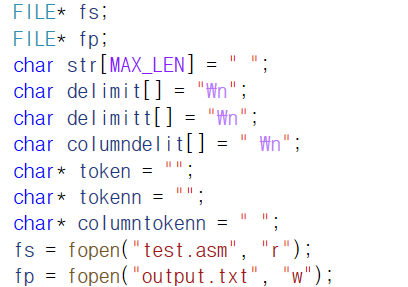 FILE* fs;
FILE* fp;
char str[MAX_LEN] = " ";
char delimit[] = "₩n";
char delimitt[] = "₩n";
char columndelit[] = " ₩n";
char* token = "";
char* tokenn = "";
char* columntokenn = " ";
fs = fopen("test.asm", "r");
fp = fopen("output.txt", "w");